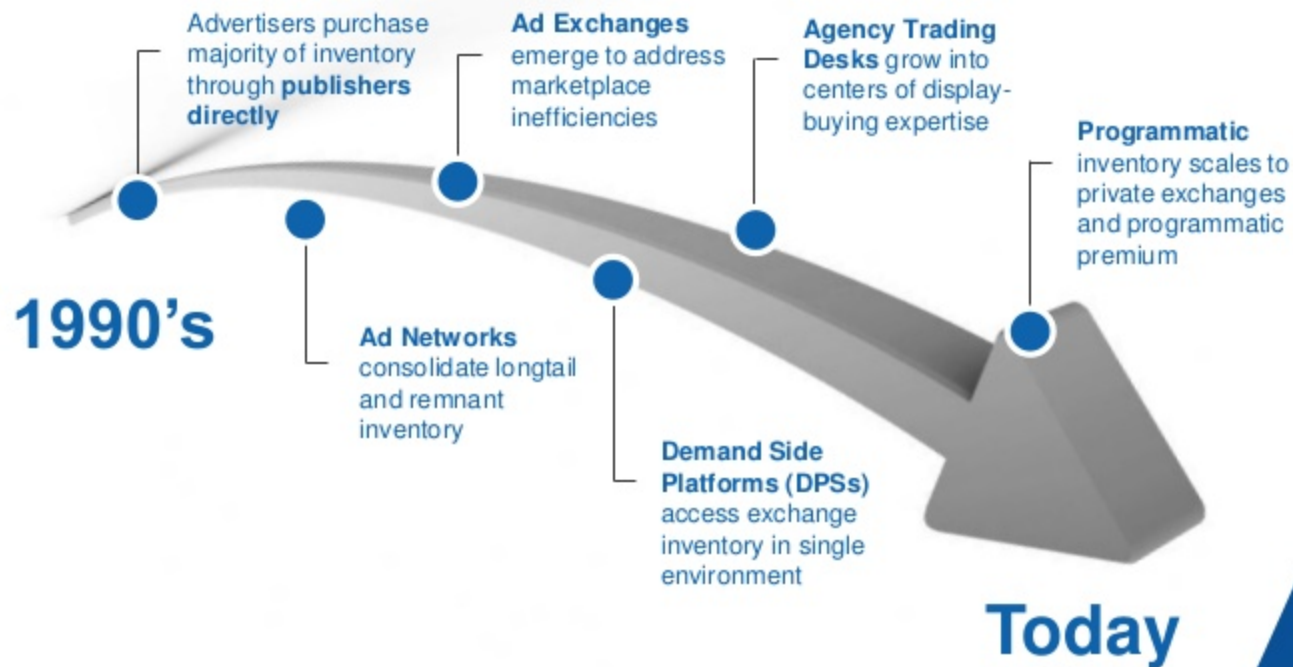 Advertisers purchase
majority of inventory
through publishers
directly
Ad Exchanges
emerge to address
marketplace
inefficiencies
Agency Trading
Desks grow into
centers of display-
buying expertise
Programmatic
inventory scales to
private exchanges
and programmatic
premium
1990's
Ad Networks
consolidate longtail
and remnant
inventory
Demand Side
Platforms (DPSs)
access exchange
inventory in single
environment
Today